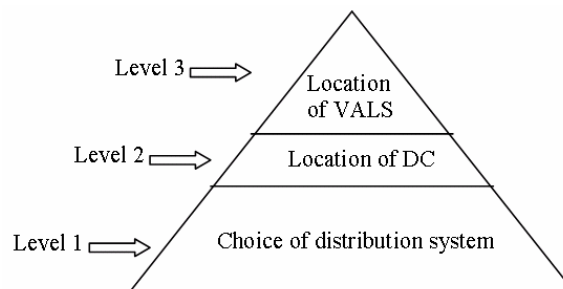 Level 3
Location
of VALS
Level 2
Location of DC
Level 1
Choice of distribution system